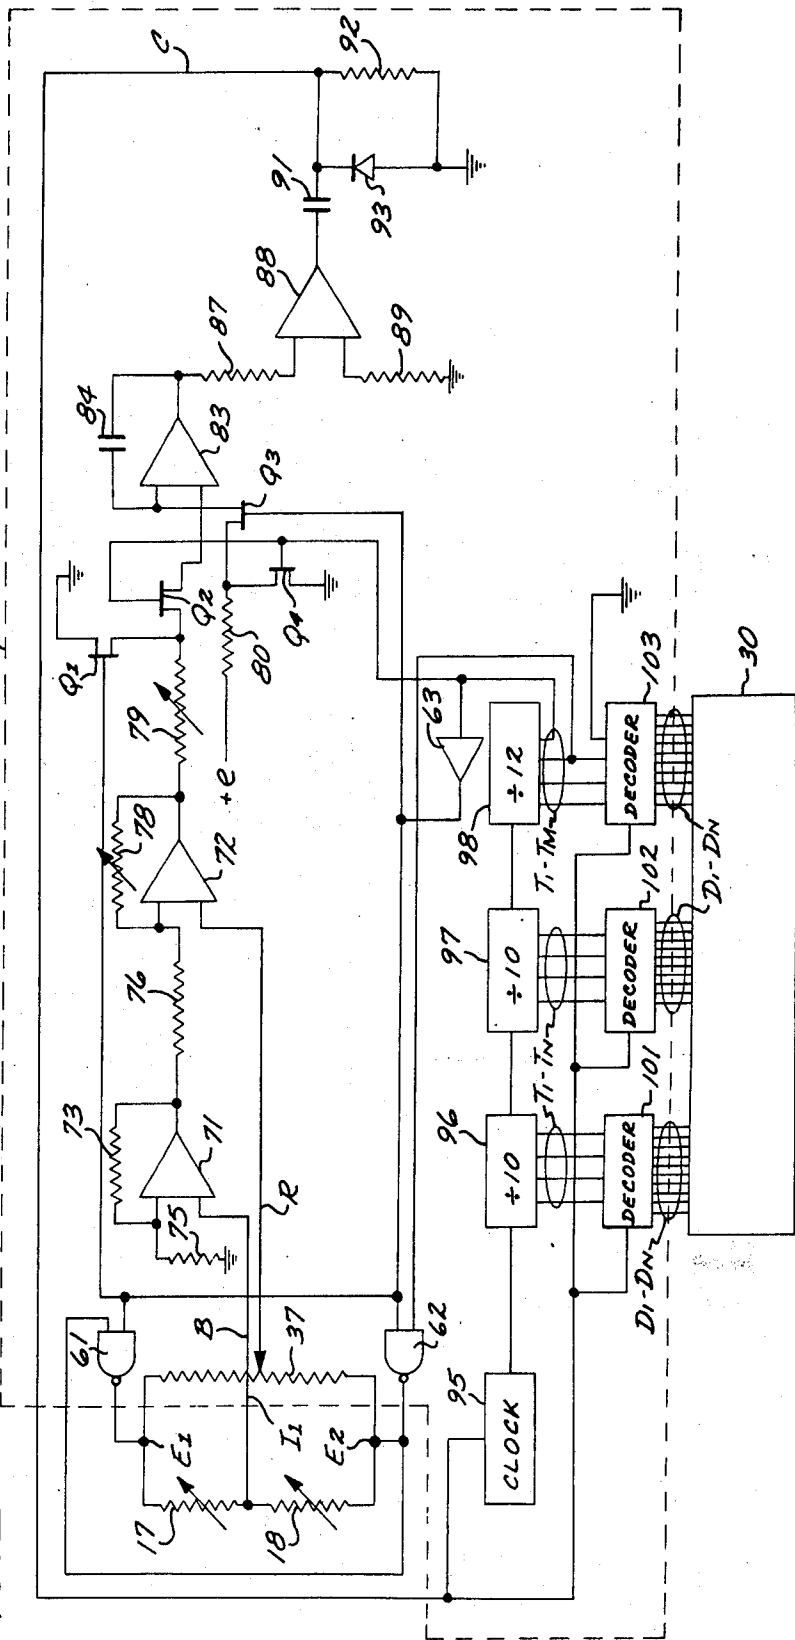 C
92
91
93
88
87
89
84
83
Q3
Q1
Q2
Q4
79
80
+e
78
72
76
73
71
75
R
B
61
62
37
E1
I1
E2
17
18
63
÷12
98
T1-TM
DECODER
103
30
D1-DN
97
÷10
102
DECODER
D1-DN
96
÷10
T1-TN
101
DECODER
D1-DN
95
CLOCK